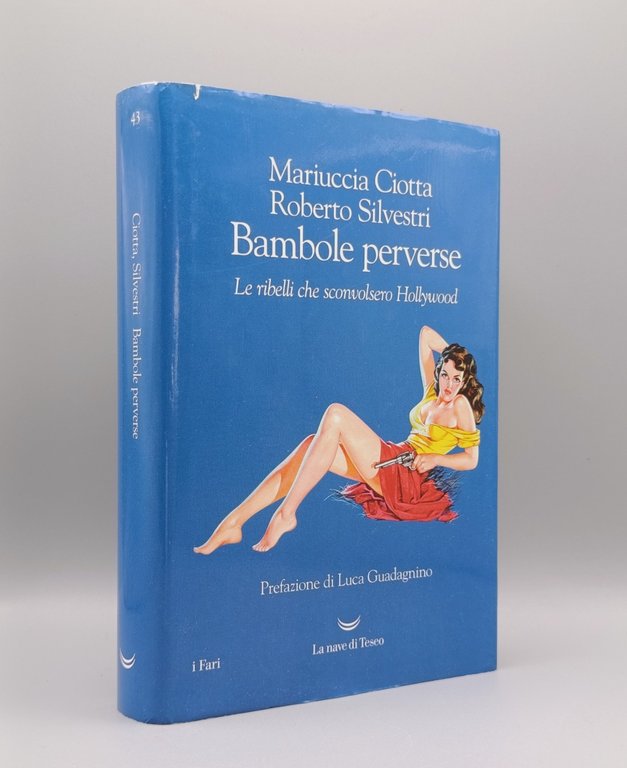 43
Ciotta, Silvestri Bambole perverse
Mariuccia Ciotta
Roberto Silvestri
Bambole perverse
Le ribelli che sconvolsero Hollywood
Prefazione di Luca Guadagnino
La nave di Teseo
i Fari